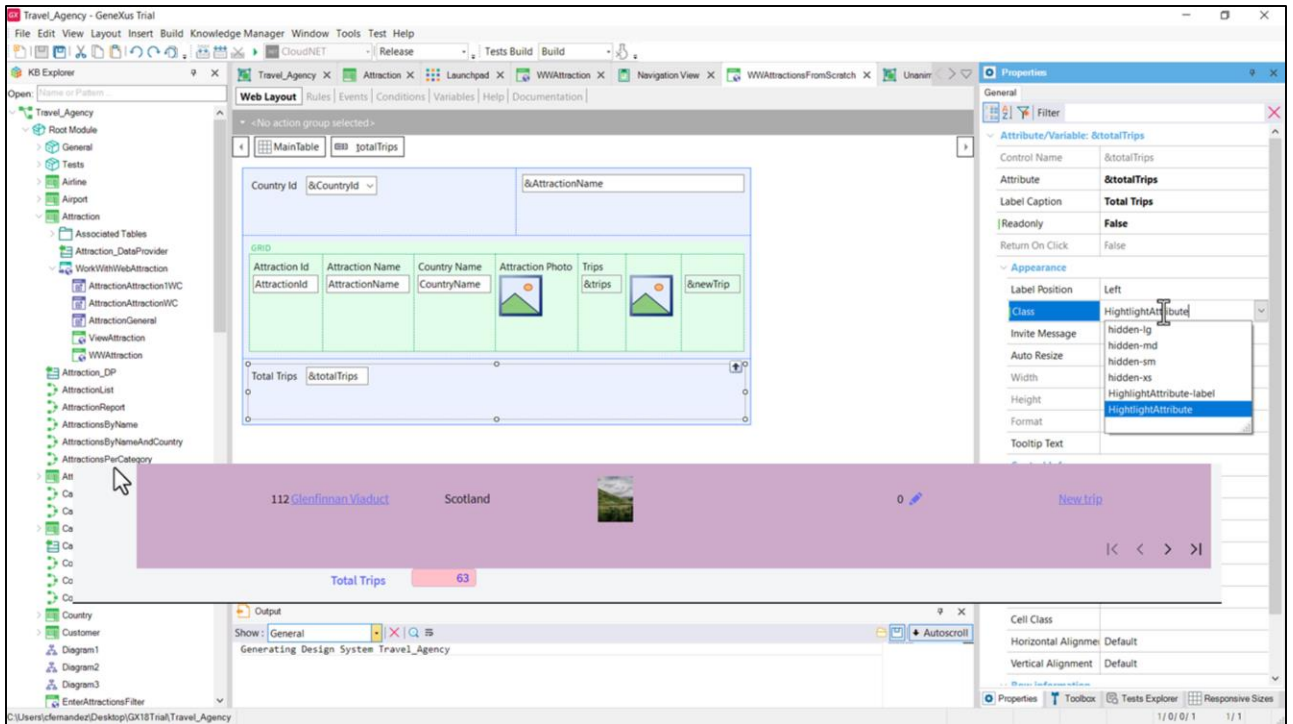 Travel_Agency - GeneXus Trial
File Edit View Layout Insert Build Knowledge Manager Window Tools Test Help
CloudNET Release Tests Build Build
KB Explorer
Open: Name or Pattern
Travel_Agency
Root Module
General
Tests
Airline
Airport
Attraction
Associated Tables
Attraction_DataProvider
WorkWithWebAttraction
AttractionAttraction1WC
AttractionAttractionWC
AttractionGeneral
ViewAttraction
WWAttraction
Attraction_DP
AttractionList
AttractionReport
AttractionsByName
AttractionsByNameAndCountry
AttractionsPerCategory
Att
Ca
Ca
Ca
Ca
Co
Co
Co
Country
Customer
Diagram1
Diagram2
Diagram3
EnterAttractionsFilter
Travel_Agency X Attraction X Launchpad X WWAttraction X Navigation View X WWAttractionsFromScratch X Unanim
Web Layout Rules Events Conditions Variables Help Documentation
<No action group selected>
MainTable totalTrips
Country Id &CountryId &AttractionName
GRID
Attraction Id Attraction Name Country Name Attraction Photo Trips
AttractionId AttractionName CountryName &trips &newTrip
Total Trips &totalTrips
112 Glenfinnan Viaduct Scotland 0 New trip
Total Trips 63
Output
Show: General Autoscroll
Generating Design System Travel_Agency
Properties
General
Filter
Attribute/Variable: &totalTrips
Control Name &totalTrips
Attribute &totalTrips
Label Caption Total Trips
Readonly False
Return On Click False
Appearance
Label Position Left
Class HightlightAttribute
Invite Message hidden-lg
hidden-md
Auto Resize hidden-sm
Width hidden-xs
Height HighlightAttribute-label
HightlightAttribute
Format
Tooltip Text
Cell Class
Horizontal Alignme Default
Vertical Alignment Default
Properties Toolbox Tests Explorer Responsive Sizes
C:\Users\cfernandez\Desktop\GX18Trial\Travel_Agency 1/0/0/1 1/1